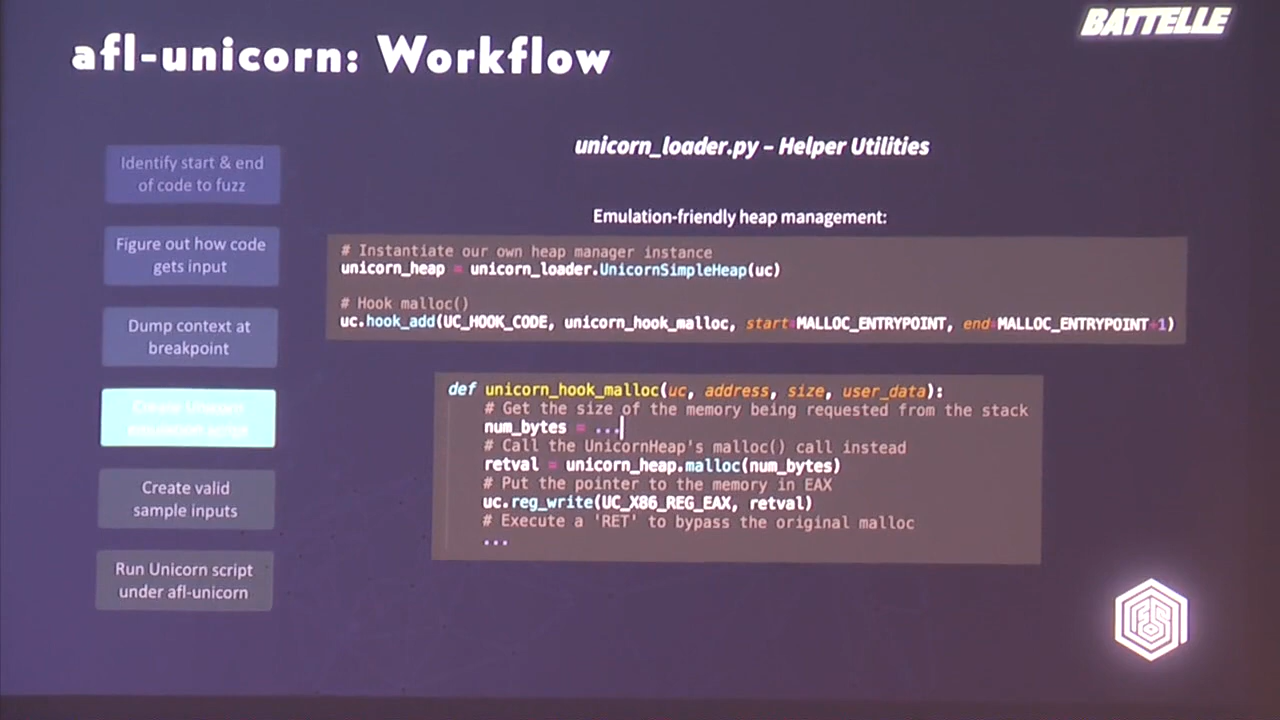 BATTELLE
afl-unicorn: Workflow
Identify start & end
of code to fuzz
Figure out how code
gets input
Dump context at
breakpoint
Create Unicorn
emulation script
Create valid
sample inputs
Run Unicorn script
under afl-unicorn
unicorn_loader.py – Helper Utilities
Emulation-friendly heap management:
# Instantiate our own heap manager instance
unicorn_heap = unicorn_loader.UnicornSimpleHeap(uc)
# Hook malloc()
uc.hook_add(UC_HOOK_CODE, unicorn_hook_malloc, start=MALLOC_ENTRYPOINT, end=MALLOC_ENTRYPOINT+1)
def unicorn_hook_malloc(uc, address, size, user_data):
# Get the size of the memory being requested from the stack
num_bytes = ...
# Call the UnicornHeap's malloc() call instead
retval = unicorn_heap.malloc(num_bytes)
# Put the pointer to the memory in EAX
uc.reg_write(UC_X86_REG_EAX, retval)
# Execute a 'RET' to bypass the original malloc
...